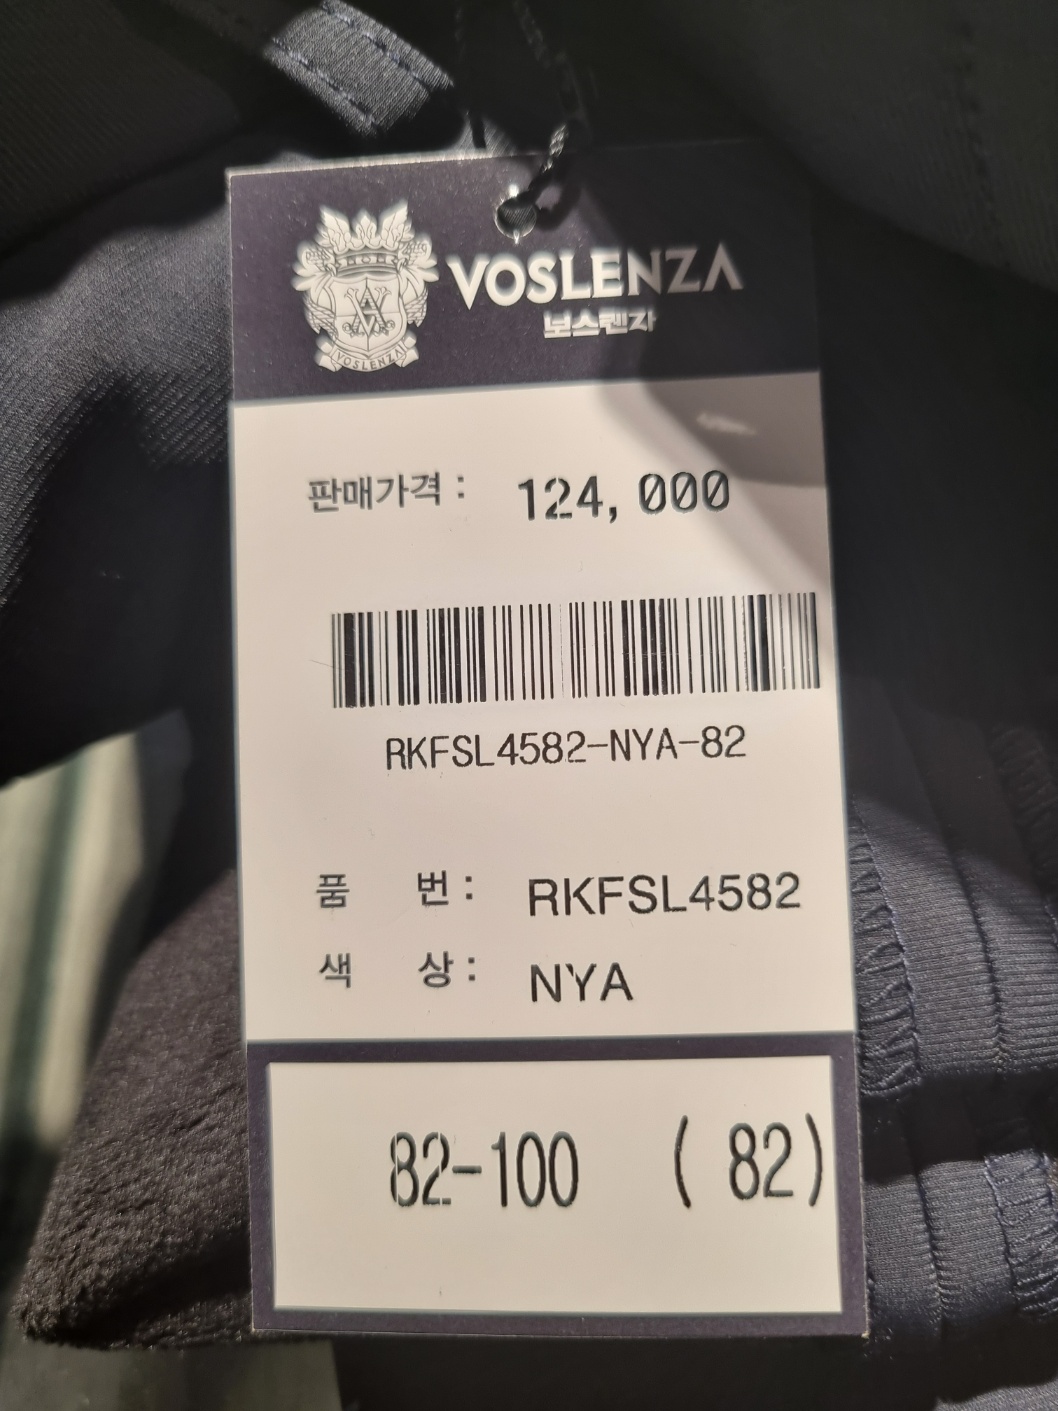 VOSLENZA
보스렌자
VOSLENZA
판매가격 : 124,000
RKFSL4582-NYA-82
품 번 : RKFSL4582
색 상 : NYA
82-100 ( 82)